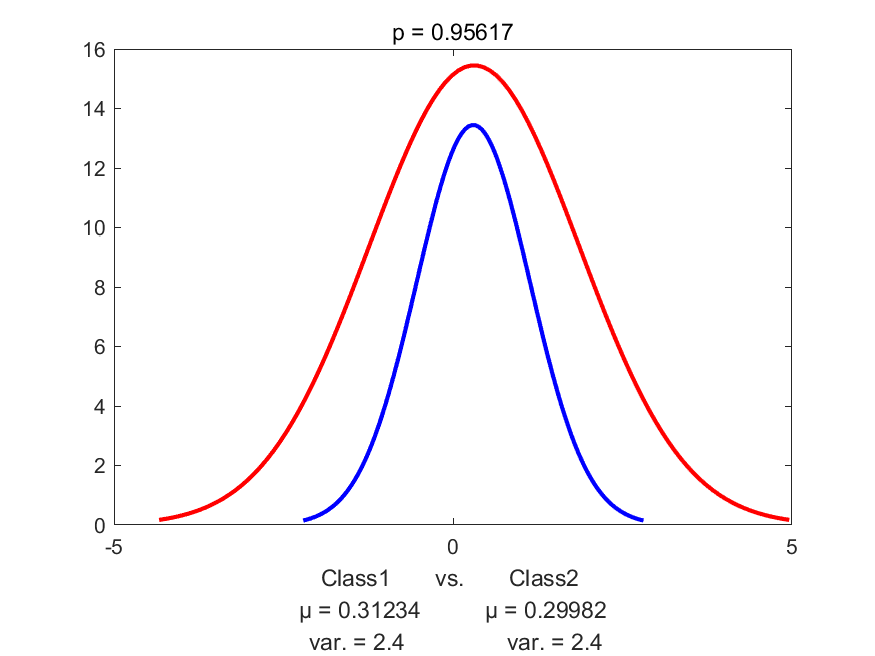 p = 0.95617
16
14
12
10
8
6
4
2
0
-5 0 5
Class1 vs. Class2
μ = 0.31234 μ = 0.29982
var. = 2.4 var. = 2.4